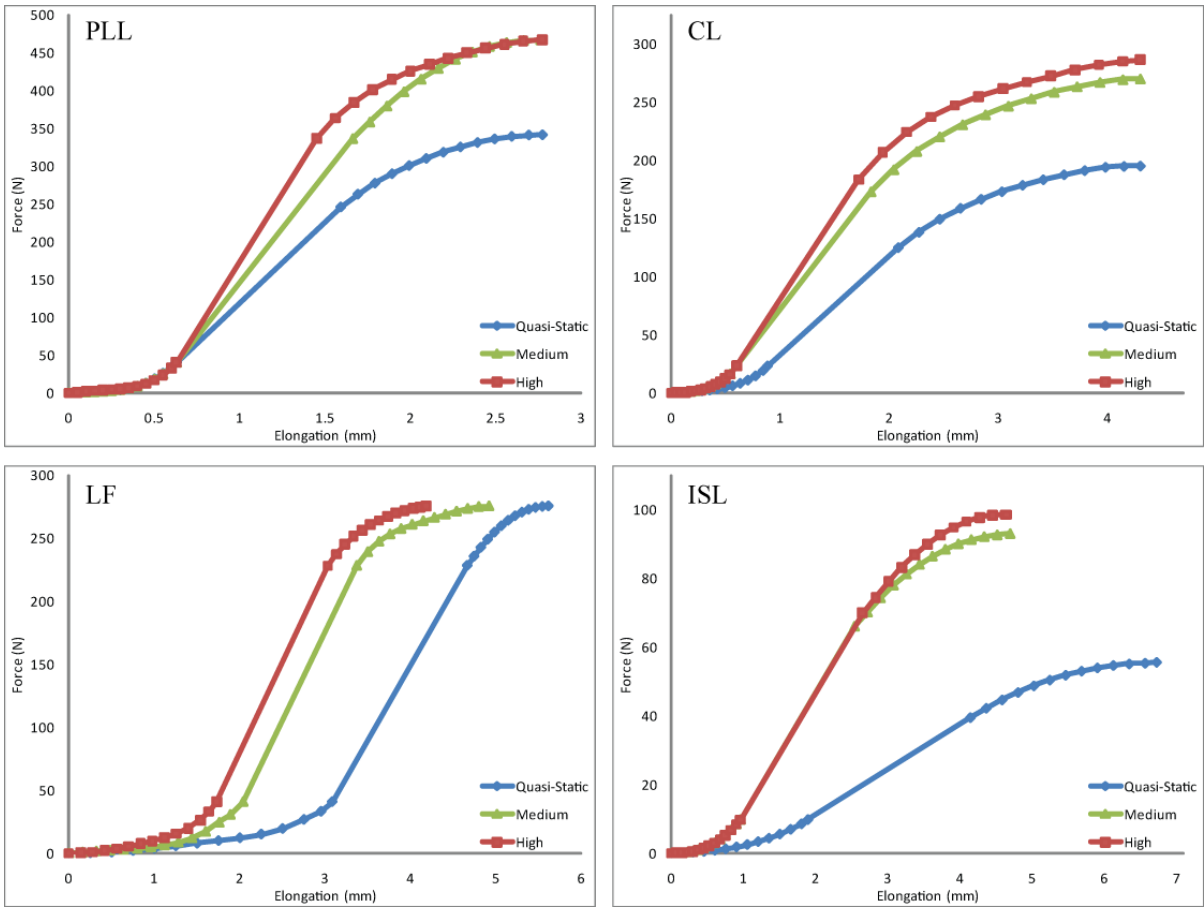 PLL
500
450
400
350
300
250
200
150
100
50
0
Force (N)
0 0.5 1 1.5 2 2.5 3
Elongation (mm)
Quasi-Static
Medium
High
CL
300
250
200
150
100
50
0
Force (N)
0 1 2 3 4
Elongation (mm)
Quasi-Static
Medium
High
LF
300
250
200
150
100
50
0
Force (N)
0 1 2 3 4 5 6
Elongation (mm)
Quasi-Static
Medium
High
ISL
100
80
60
40
20
0
Force (N)
0 1 2 3 4 5 6 7
Elongation (mm)
Quasi-Static
Medium
High